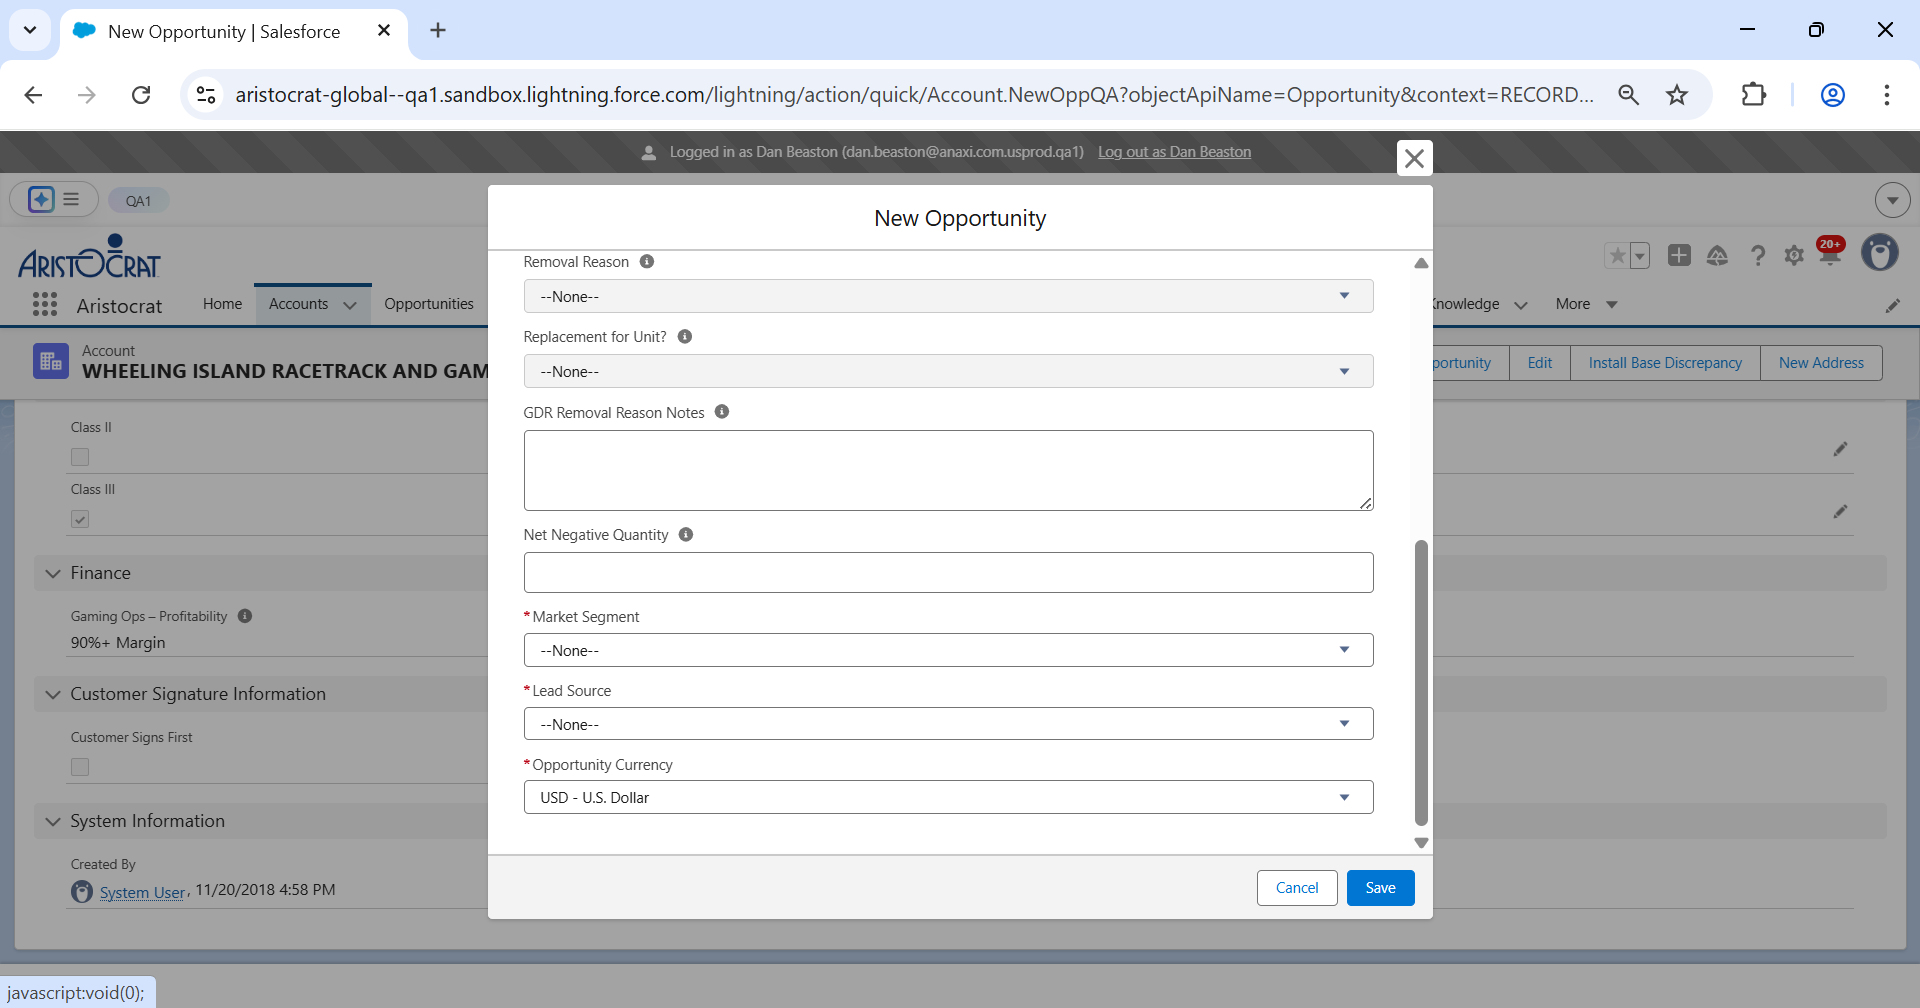 New Opportunity | Salesforce
aristocrat-global--qa1.sandbox.lightning.force.com/lightning/action/quick/Account.NewOppQA?objectApiName=Opportunity&context=RECORD...
Logged in as Dan Beaston (dan.beaston@anaxi.com.usprod.qa1) Log out as Dan Beaston
QA1
New Opportunity
ARISTOCRAT
20+
Aristocrat
Home
Accounts
Opportunities
Knowledge
More
Account
WHEELING ISLAND RACETRACK AND GAM
portunity
Edit
Install Base Discrepancy
New Address
Class II
Class III
Finance
Gaming Ops – Profitability
90%+ Margin
Customer Signature Information
Customer Signs First
System Information
Created By
System User, 11/20/2018 4:58 PM
Removal Reason
--None--
Replacement for Unit?
--None--
GDR Removal Reason Notes
Net Negative Quantity
*Market Segment
--None--
*Lead Source
--None--
*Opportunity Currency
USD - U.S. Dollar
Cancel
Save
javascript:void(0);